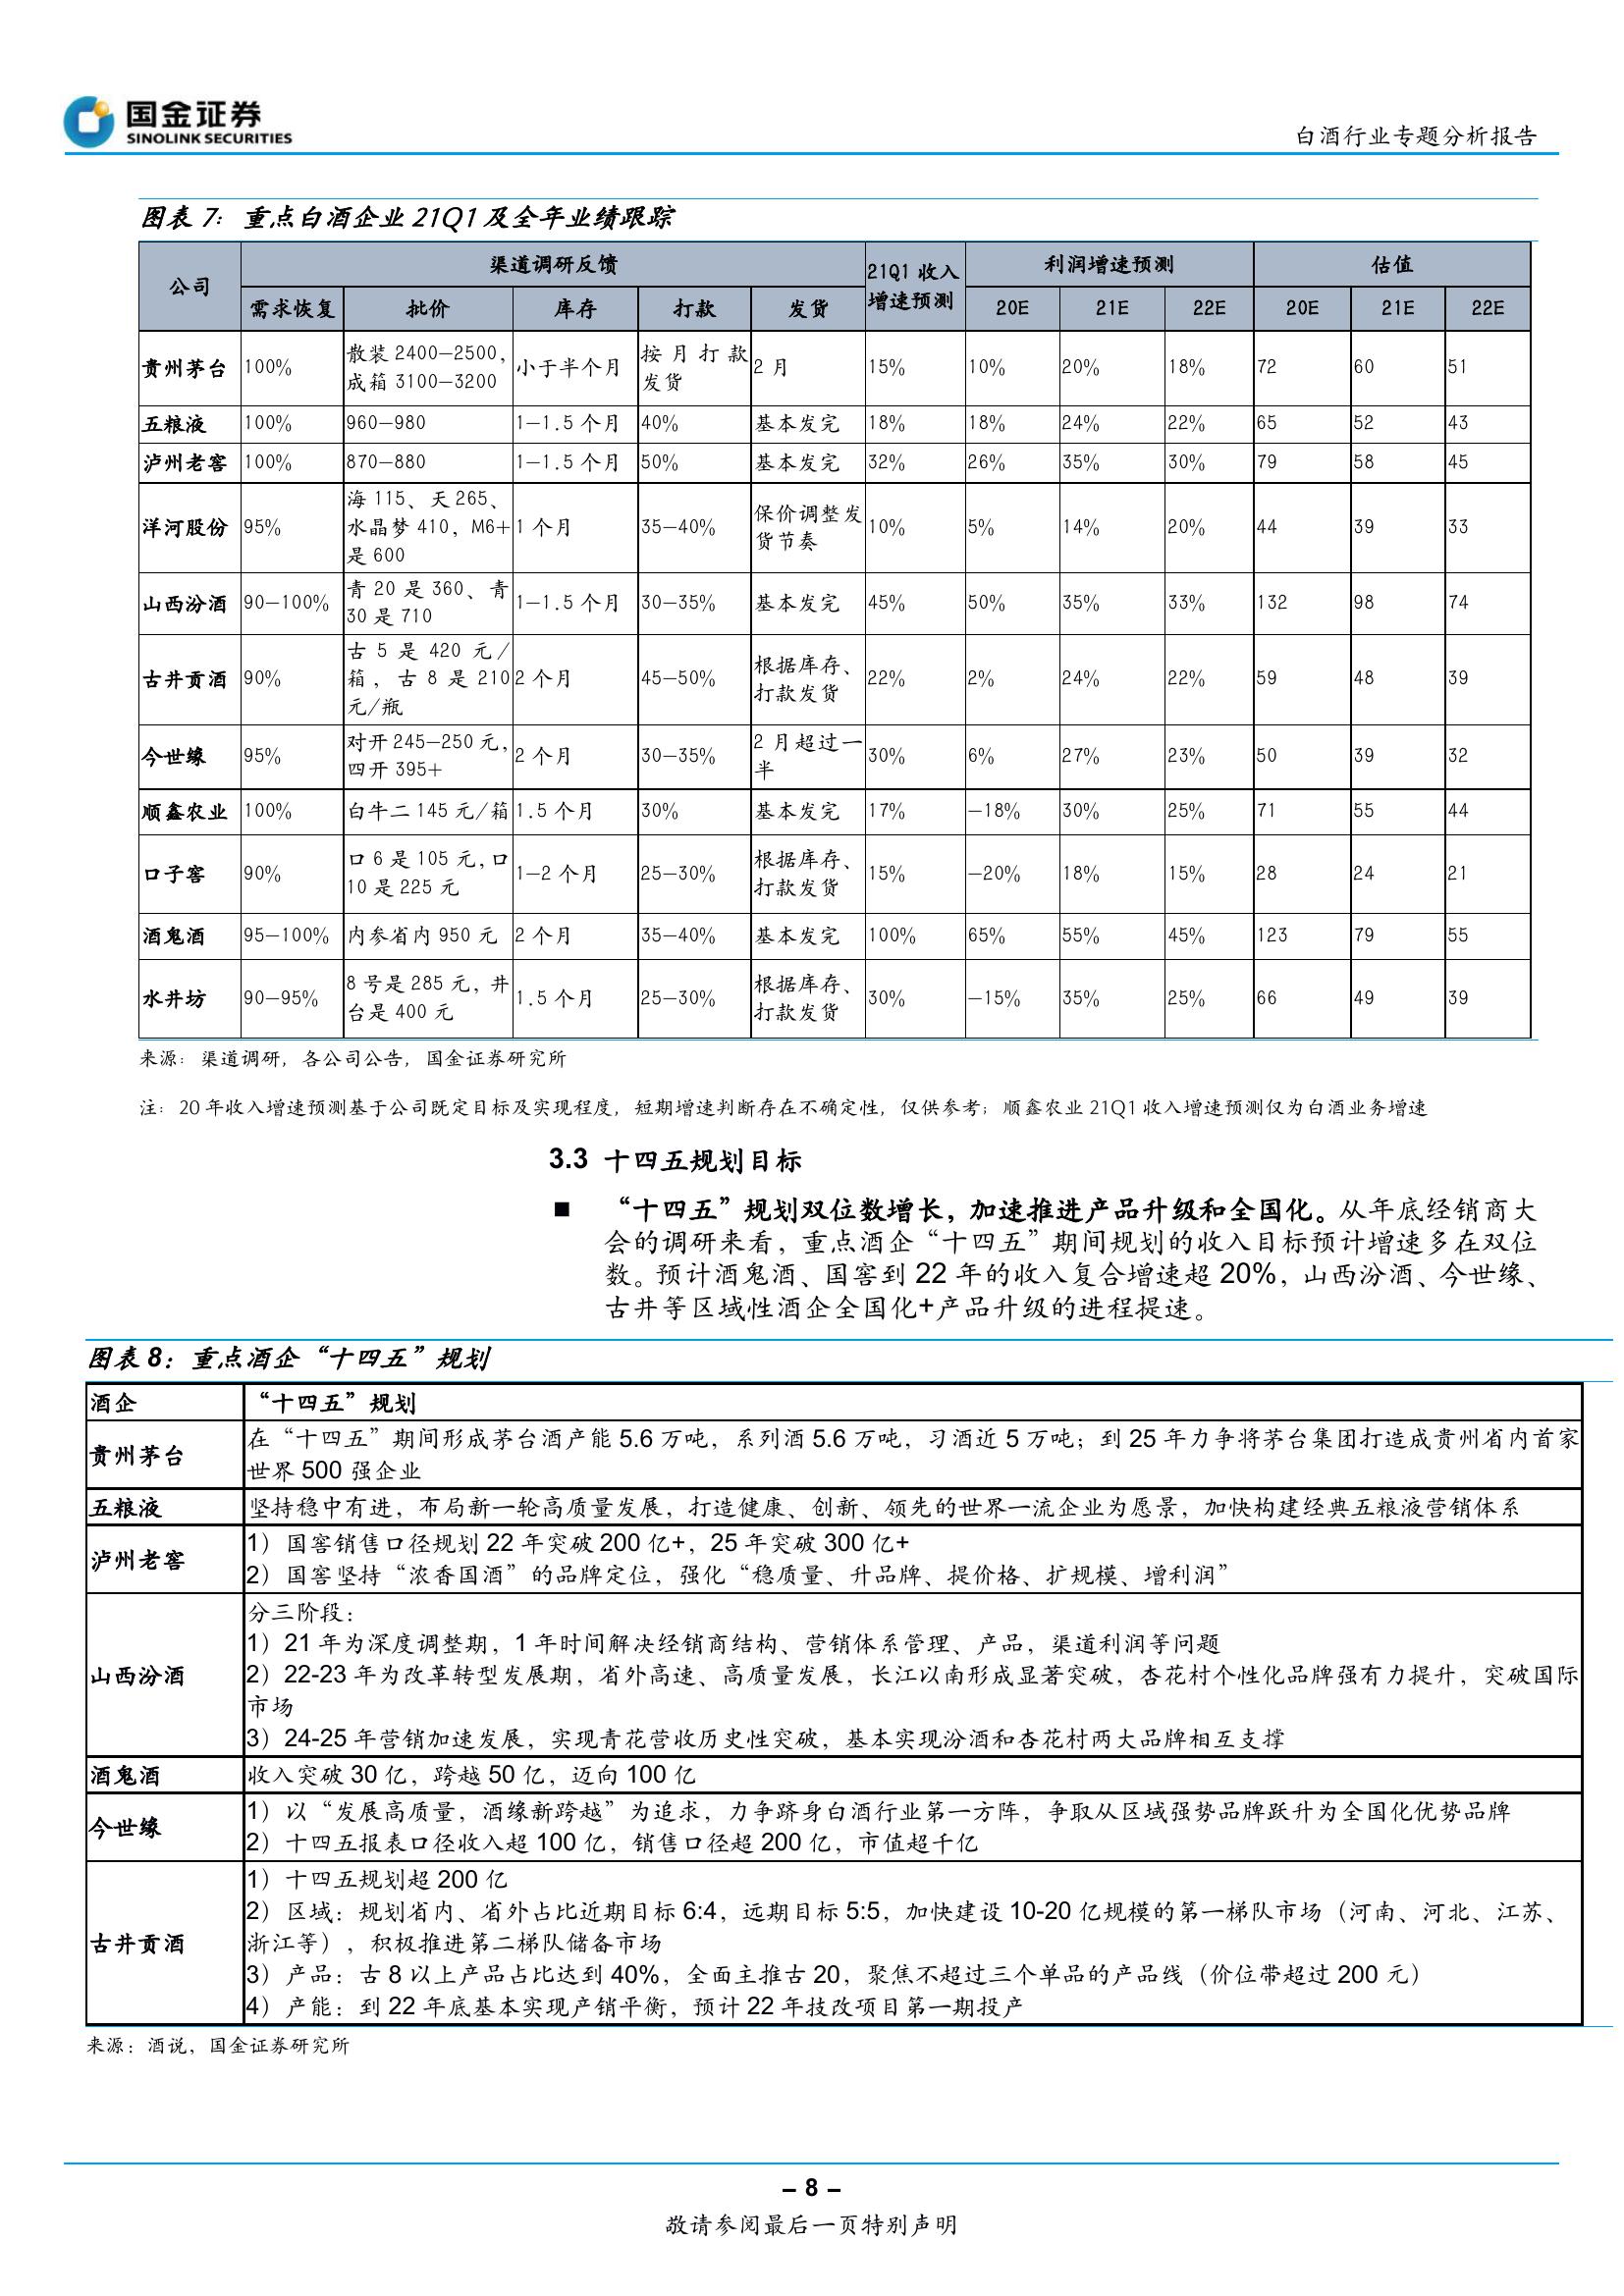 国金证券
SINOLINK SECURITIES
白酒行业专题分析报告
图表 7：重点白酒企业 21Q1 及全年业绩跟踪
公司 渠道调研反馈 21Q1 收入增速预测 利润增速预测 估值
需求恢复 批价 库存 打款 发货 20E 21E 22E 20E 21E 22E
贵州茅台 100% 散装 2400—2500，成箱 3100—3200 小于半个月 按月打款发货 2 月 15% 10% 20% 18% 72 60 51
五粮液 100% 960—980 1—1.5 个月 40% 基本发完 18% 18% 24% 22% 65 52 43
泸州老窖 100% 870—880 1—1.5 个月 50% 基本发完 32% 26% 35% 30% 79 58 45
洋河股份 95% 海 115、天 265、水晶梦 410，M6+是 600 1 个月 35—40% 保价调整发货节奏 10% 5% 14% 20% 44 39 33
山西汾酒 90—100% 青 20 是 360、青 30 是 710 1—1.5 个月 30—35% 基本发完 45% 50% 35% 33% 132 98 74
古井贡酒 90% 古 5 是 420 元/箱，古 8 是 210 元/瓶 2 个月 45—50% 根据库存、打款发货 22% 2% 24% 22% 59 48 39
今世缘 95% 对开 245—250 元，四开 395+ 2 个月 30—35% 2 月超过一半 30% 6% 27% 23% 50 39 32
顺鑫农业 100% 白牛二 145 元/箱 1.5 个月 30% 基本发完 17% —18% 30% 25% 71 55 44
口子窖 90% 口 6 是 105 元，口 10 是 225 元 1—2 个月 25—30% 根据库存、打款发货 15% —20% 18% 15% 28 24 21
酒鬼酒 95—100% 内参省内 950 元 2 个月 35—40% 基本发完 100% 65% 55% 45% 123 79 55
水井坊 90—95% 8 号是 285 元，井台是 400 元 1.5 个月 25—30% 根据库存、打款发货 30% —15% 35% 25% 66 49 39
来源：渠道调研，各公司公告，国金证券研究所
注：20 年收入增速预测基于公司既定目标及实现程度，短期增速判断存在不确定性，仅供参考；顺鑫农业 21Q1 收入增速预测仅为白酒业务增速
3.3 十四五规划目标
■ “十四五”规划双位数增长，加速推进产品升级和全国化。从年底经销商大
会的调研来看，重点酒企“十四五”期间规划的收入目标预计增速多在双位
数。预计酒鬼酒、国窖到 22 年的收入复合增速超 20%，山西汾酒、今世缘、
古井等区域性酒企全国化+产品升级的进程提速。
图表 8：重点酒企“十四五”规划
酒企 “十四五”规划
贵州茅台 在“十四五”期间形成茅台酒产能 5.6 万吨，系列酒 5.6 万吨，习酒近 5 万吨；到 25 年力争将茅台集团打造成贵州省内首家
世界 500 强企业
五粮液 坚持稳中有进，布局新一轮高质量发展，打造健康、创新、领先的世界一流企业为愿景，加快构建经典五粮液营销体系
泸州老窖 1）国窖销售口径规划 22 年突破 200 亿+，25 年突破 300 亿+
2）国窖坚持“浓香国酒”的品牌定位，强化“稳质量、升品牌、提价格、扩规模、增利润”
山西汾酒 分三阶段：
1）21 年为深度调整期，1 年时间解决经销商结构、营销体系管理、产品，渠道利润等问题
2）22-23 年为改革转型发展期，省外高速、高质量发展，长江以南形成显著突破，杏花村个性化品牌强有力提升，突破国际
市场
3）24-25 年营销加速发展，实现青花营收历史性突破，基本实现汾酒和杏花村两大品牌相互支撑
酒鬼酒 收入突破 30 亿，跨越 50 亿，迈向 100 亿
今世缘 1）以“发展高质量，酒缘新跨越”为追求，力争跻身白酒行业第一方阵，争取从区域强势品牌跃升为全国化优势品牌
2）十四五报表口径收入超 100 亿，销售口径超 200 亿，市值超千亿
古井贡酒 1）十四五规划超 200 亿
2）区域：规划省内、省外占比近期目标 6:4，远期目标 5:5，加快建设 10-20 亿规模的第一梯队市场（河南、河北、江苏、
浙江等），积极推进第二梯队储备市场
3）产品：古 8 以上产品占比达到 40%，全面主推古 20，聚焦不超过三个单品的产品线（价位带超过 200 元）
4）产能：到 22 年底基本实现产销平衡，预计 22 年技改项目第一期投产
来源：酒说，国金证券研究所
- 8 -
敬请参阅最后一页特别声明